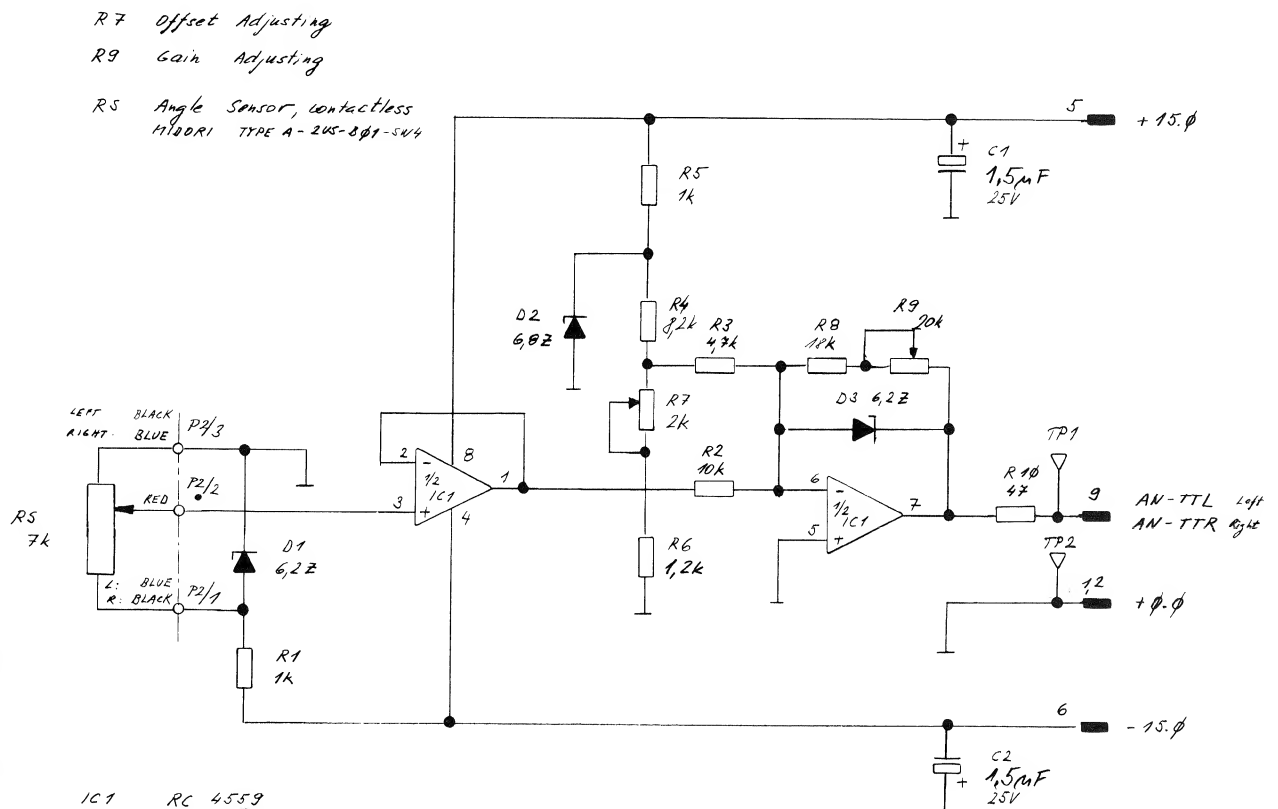 R7 Offset Adjusting
R9 Gain Adjusting
RS Angle Sensor, contactless
MIDORI TYPE A-2US-8Ø1-SW4
5 +15.Ø
+ C1
1,5µF
25V
R5
1k
D2
6,8Z
R4
8,2k
R3
4,7k
R8
18k
R9
20k
D3 6,2Z
R7
2k
LEFT BLACK P2/3
RIGHT. BLUE
RED P2/2
RS
7k
L: BLUE P2/1
R: BLACK
D1
6,2Z
R1
1k
2 -
8
1/2
IC1
1
3 +
4
R2
10k
6 -
1/2
IC1
7
5 +
R6
1,2k
R1Ø
47
TP1
9 AN-TTL Left
AN-TTR Right
TP2
1,2
+Ø.Ø
6 -15.Ø
C2
+ 1,5µF
25V
IC1 RC 4559